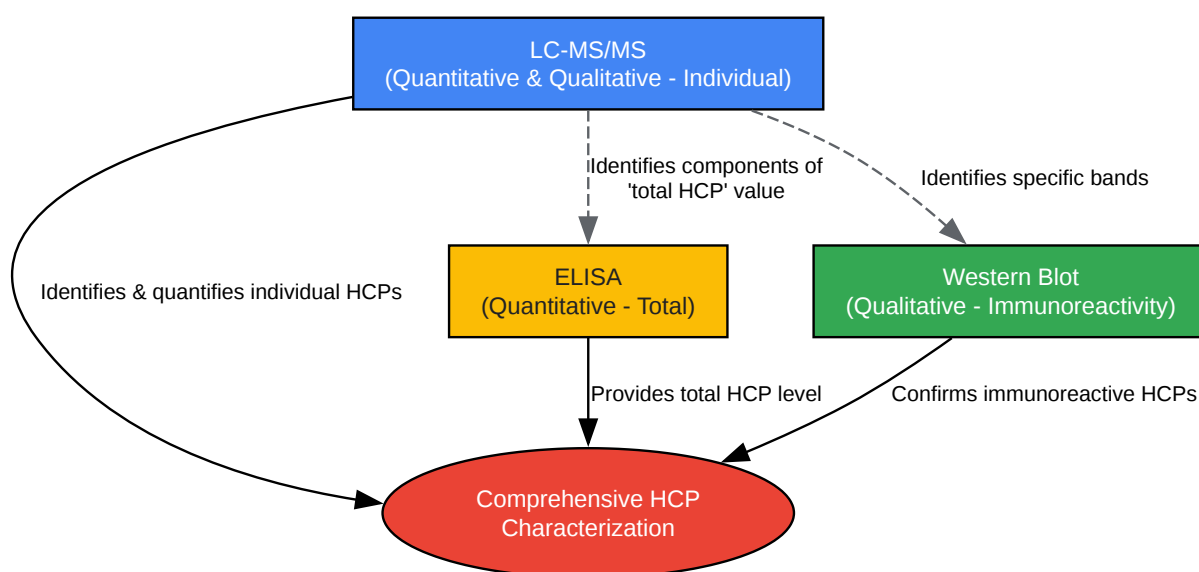 LC-MS/MS
(Quantitative & Qualitative - Individual)
Identifies components of
'total HCP' value
Identifies specific bands
ELISA
(Quantitative - Total)
Western Blot
(Qualitative - Immunoreactivity)
Identifies & quantifies individual HCPs
Provides total HCP level
Confirms immunoreactive HCPs
Comprehensive HCP
Characterization